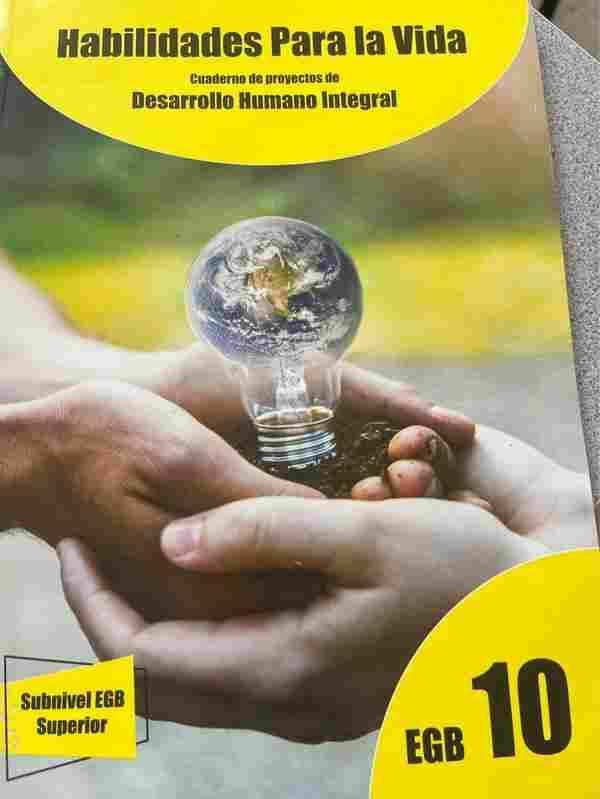 Habilidades Para la Vida
Cuaderno de proyectos de
Desarrollo Humano Integral
Subnivel EGB
Superior
EGB 10